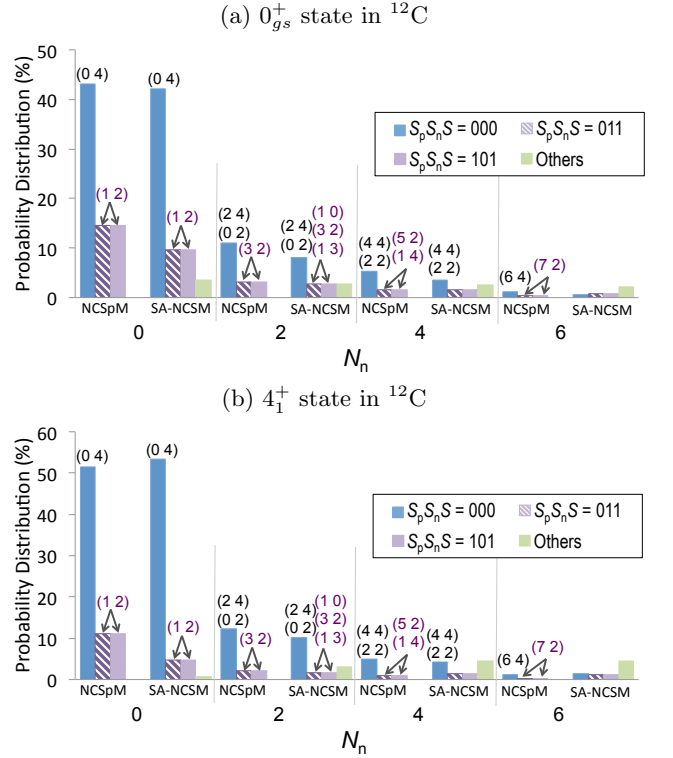 (a) 0⁺gs state in ¹²C
Probability Distribution (%)
50
40
30
20
10
0
(0 4)
(0 4)
(1 2)
(1 2)
(2 4)
(0 2)
(3 2)
(2 4)
(0 2)
(1 0)
(3 2)
(1 3)
(4 4)
(2 2)
(5 2)
(1 4)
(4 4)
(2 2)
(6 4)
(7 2)
SpSnS = 000
SpSnS = 011
SpSnS = 101
Others
NCSpM SA-NCSM NCSpM SA-NCSM NCSpM SA-NCSM NCSpM SA-NCSM
0 2 4 6
Nn
(b) 4⁺1 state in ¹²C
Probability Distribution (%)
60
50
40
30
20
10
0
(0 4)
(0 4)
(1 2)
(1 2)
(2 4)
(0 2)
(3 2)
(2 4)
(0 2)
(1 0)
(3 2)
(1 3)
(4 4)
(2 2)
(5 2)
(1 4)
(4 4)
(2 2)
(6 4)
(7 2)
SpSnS = 000
SpSnS = 011
SpSnS = 101
Others
NCSpM SA-NCSM NCSpM SA-NCSM NCSpM SA-NCSM NCSpM SA-NCSM
0 2 4 6
Nn